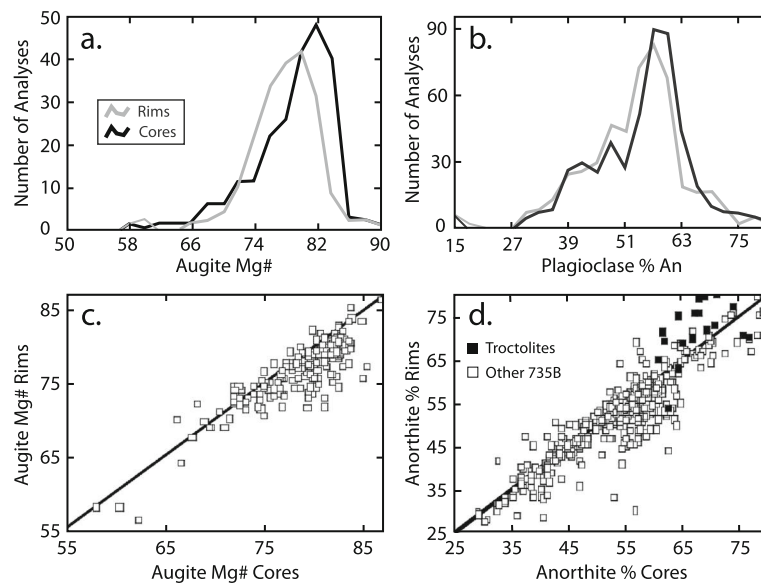 a.
Number of Analyses
50
40
30
20
10
0
Rims
Cores
50 58 66 74 82 90
Augite Mg#
b.
Number of Analyses
90
60
30
0
15 27 39 51 63 75
Plagioclase % An
c.
Augite Mg# Rims
85
75
65
55
55 65 75 85
Augite Mg# Cores
d.
Anorthite % Rims
75
65
55
45
35
25
Troctolites
Other 735B
25 35 45 55 65 75
Anorthite % Cores